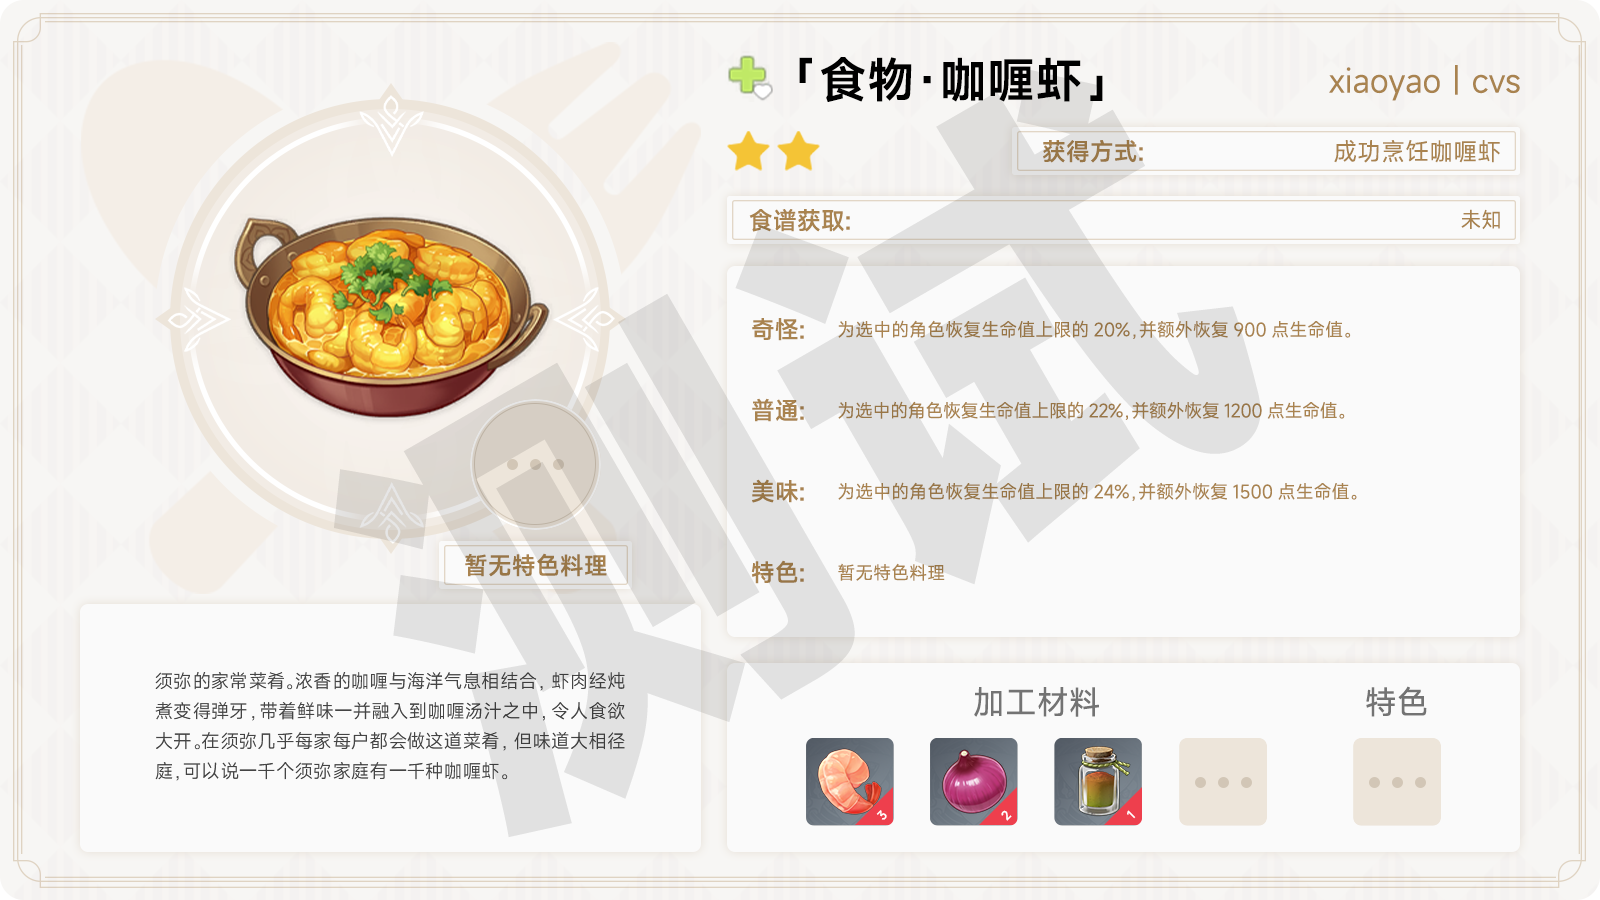 「食物·咖喱虾」
xiaoyao | cvs
获得方式:
成功烹饪咖喱虾
食谱获取:
未知
奇怪:
为选中的角色恢复生命值上限的 20%,并额外恢复 900 点生命值。
普通:
为选中的角色恢复生命值上限的 22%,并额外恢复 1200 点生命值。
美味:
为选中的角色恢复生命值上限的 24%,并额外恢复 1500 点生命值。
特色:
暂无特色料理
暂无特色料理
须弥的家常菜肴。浓香的咖喱与海洋气息相结合，虾肉经炖
煮变得弹牙，带着鲜味一并融入到咖喱汤汁之中，令人食欲
大开。在须弥几乎每家每户都会做这道菜肴，但味道大相径
庭，可以说一千个须弥家庭有一千种咖喱虾。
加工材料
特色
3
2
1
测试